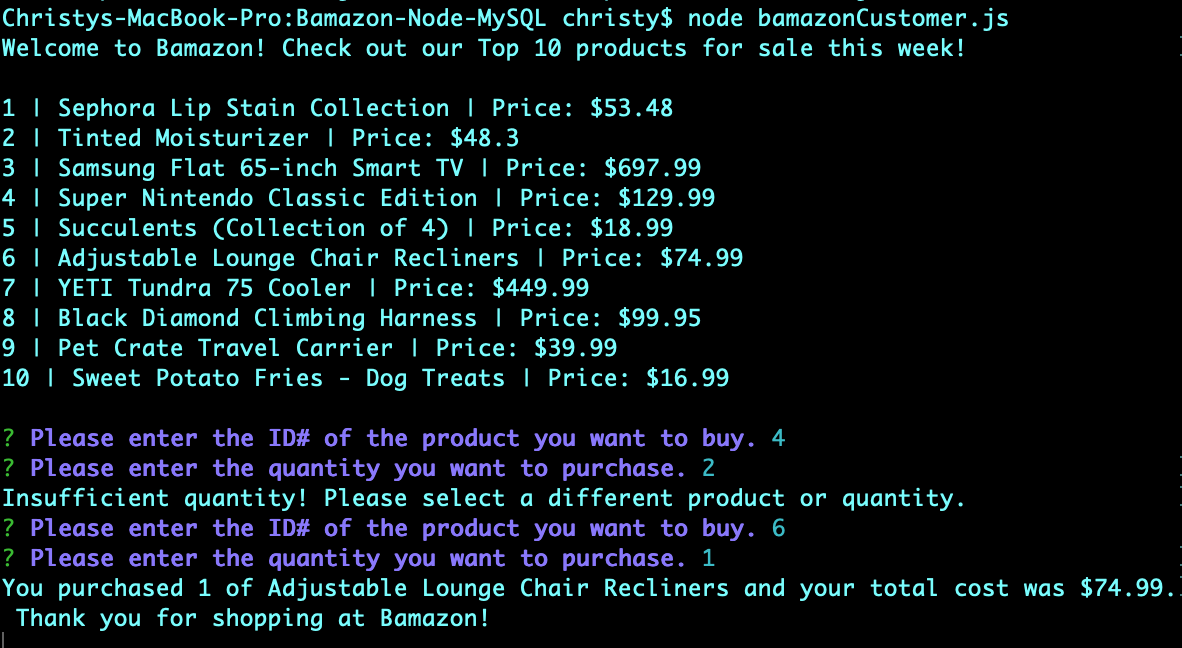 Christys-MacBook-Pro:Bamazon-Node-MySQL christy$ node bamazonCustomer.js
Welcome to Bamazon! Check out our Top 10 products for sale this week!
1 | Sephora Lip Stain Collection | Price: $53.48
2 | Tinted Moisturizer | Price: $48.3
3 | Samsung Flat 65-inch Smart TV | Price: $697.99
4 | Super Nintendo Classic Edition | Price: $129.99
5 | Succulents (Collection of 4) | Price: $18.99
6 | Adjustable Lounge Chair Recliners | Price: $74.99
7 | YETI Tundra 75 Cooler | Price: $449.99
8 | Black Diamond Climbing Harness | Price: $99.95
9 | Pet Crate Travel Carrier | Price: $39.99
10 | Sweet Potato Fries - Dog Treats | Price: $16.99
? Please enter the ID# of the product you want to buy. 4
? Please enter the quantity you want to purchase. 2
Insufficient quantity! Please select a different product or quantity.
? Please enter the ID# of the product you want to buy. 6
? Please enter the quantity you want to purchase. 1
You purchased 1 of Adjustable Lounge Chair Recliners and your total cost was $74.99.
Thank you for shopping at Bamazon!